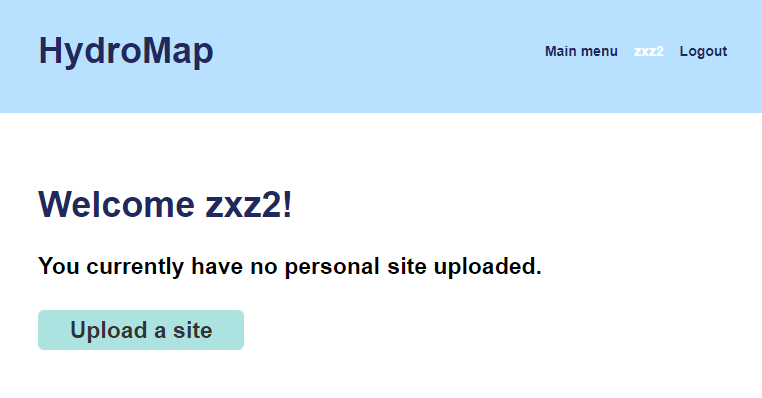 HydroMap
Main menu zxz2 Logout
Welcome zxz2!
You currently have no personal site uploaded.
Upload a site